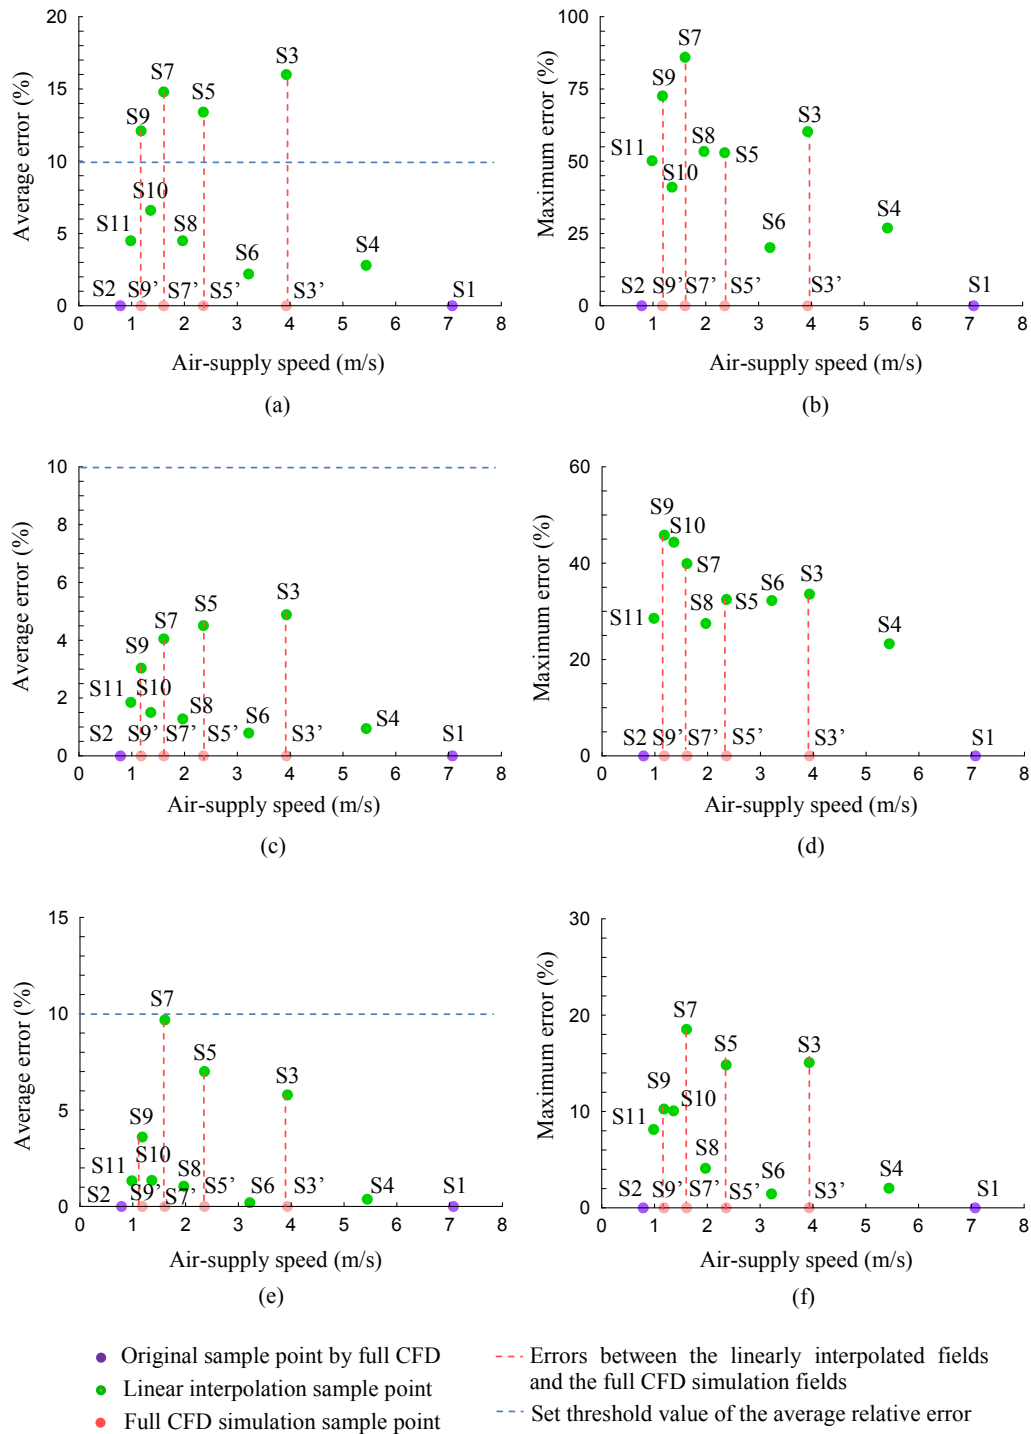 20
15
10
5
0
Average error (%)
S3
S7
S5
S9
S10
S11
S8
S6
S4
S2
S9’
S7’
S5’
S3’
S1
0 1 2 3 4 5 6 7 8
Air-supply speed (m/s)
(a)
100
75
50
25
0
Maximum error (%)
S7
S9
S3
S8
S11
S5
S10
S6
S4
S2
S9’
S7’
S5’
S3’
S1
0 1 2 3 4 5 6 7 8
Air-supply speed (m/s)
(b)
10
8
6
4
2
0
Average error (%)
S3
S5
S7
S9
S11
S10
S8
S6
S4
S2
S9’
S7’
S5’
S3’
S1
0 1 2 3 4 5 6 7 8
Air-supply speed (m/s)
(c)
60
40
20
0
Maximum error (%)
S9
S10
S7
S6
S3
S11
S8
S5
S4
S2
S9’
S7’
S5’
S3’
S1
0 1 2 3 4 5 6 7 8
Air-supply speed (m/s)
(d)
15
10
5
0
Average error (%)
S7
S5
S3
S9
S11
S10
S8
S6
S4
S2
S9’
S7’
S5’
S3’
S1
0 1 2 3 4 5 6 7 8
Air-supply speed (m/s)
(e)
30
20
10
0
Maximum error (%)
S7
S5
S3
S9
S10
S11
S8
S6
S4
S2
S9’
S7’
S5’
S3’
S1
0 1 2 3 4 5 6 7 8
Air-supply speed (m/s)
(f)
Original sample point by full CFD
Linear interpolation sample point
Full CFD simulation sample point
Errors between the linearly interpolated fields
and the full CFD simulation fields
Set threshold value of the average relative error